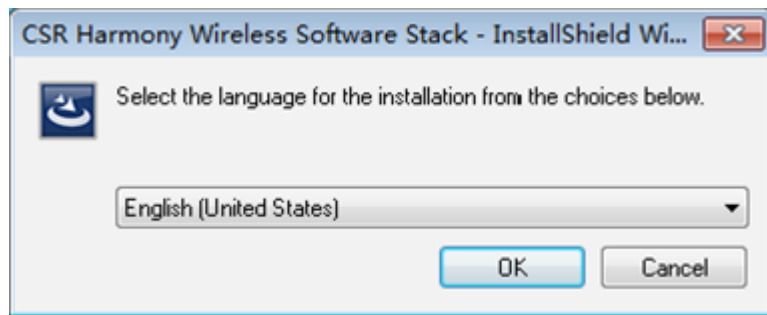 CSR Harmony Wireless Software Stack - InstallShield Wi...
Select the language for the installation from the choices below.
English (United States)
OK
Cancel